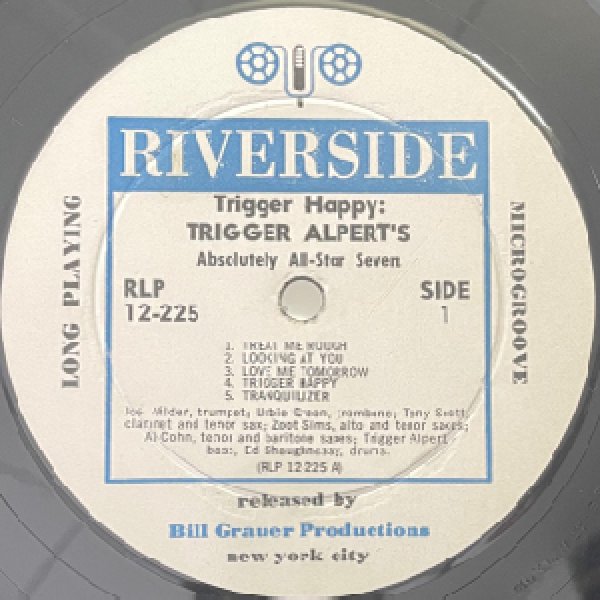 RIVERSIDE
Trigger Happy:
TRIGGER ALPERT'S
Absolutely All-Star Seven
RLP
12-225
SIDE
1
LONG PLAYING
MICROGROOVE
1. TREAT ME ROUGH
2. LOOKING AT YOU
3. LOVE ME TOMORROW
4. TRIGGER HAPPY
5. TRANQUILIZER
Joe Wilder, trumpet; Urbie Green, trombone; Tony Scott,
clarinet and tenor sax; Zoot Sims, alto and tenor saxes;
Al Cohn, tenor and baritone saxes; Trigger Alpert
bass; Ed Shaughnessy, drums.
(RLP 12-225 A)
released by
Bill Grauer Productions
new york city